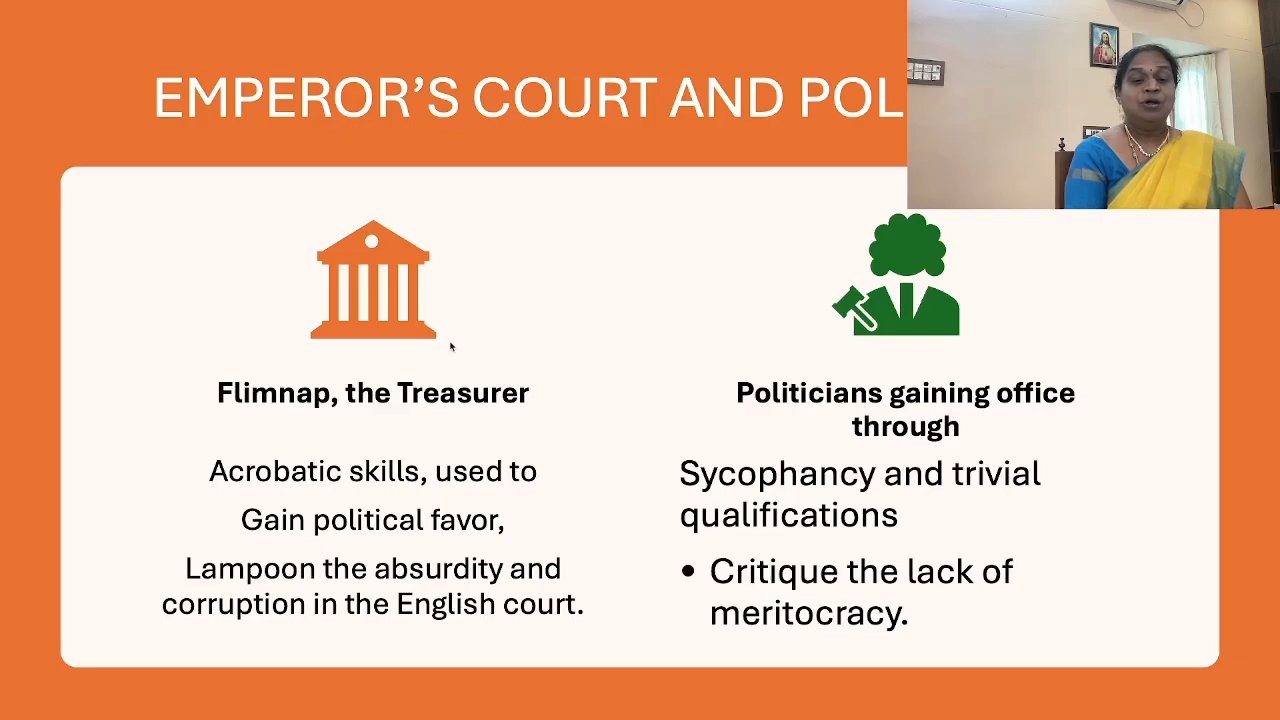 EMPEROR’S COURT AND POL
Flimnap, the Treasurer
Acrobatic skills, used to
Gain political favor,
Lampoon the absurdity and
corruption in the English court.
Politicians gaining office
through
Sycophancy and trivial
qualifications
• Critique the lack of
meritocracy.